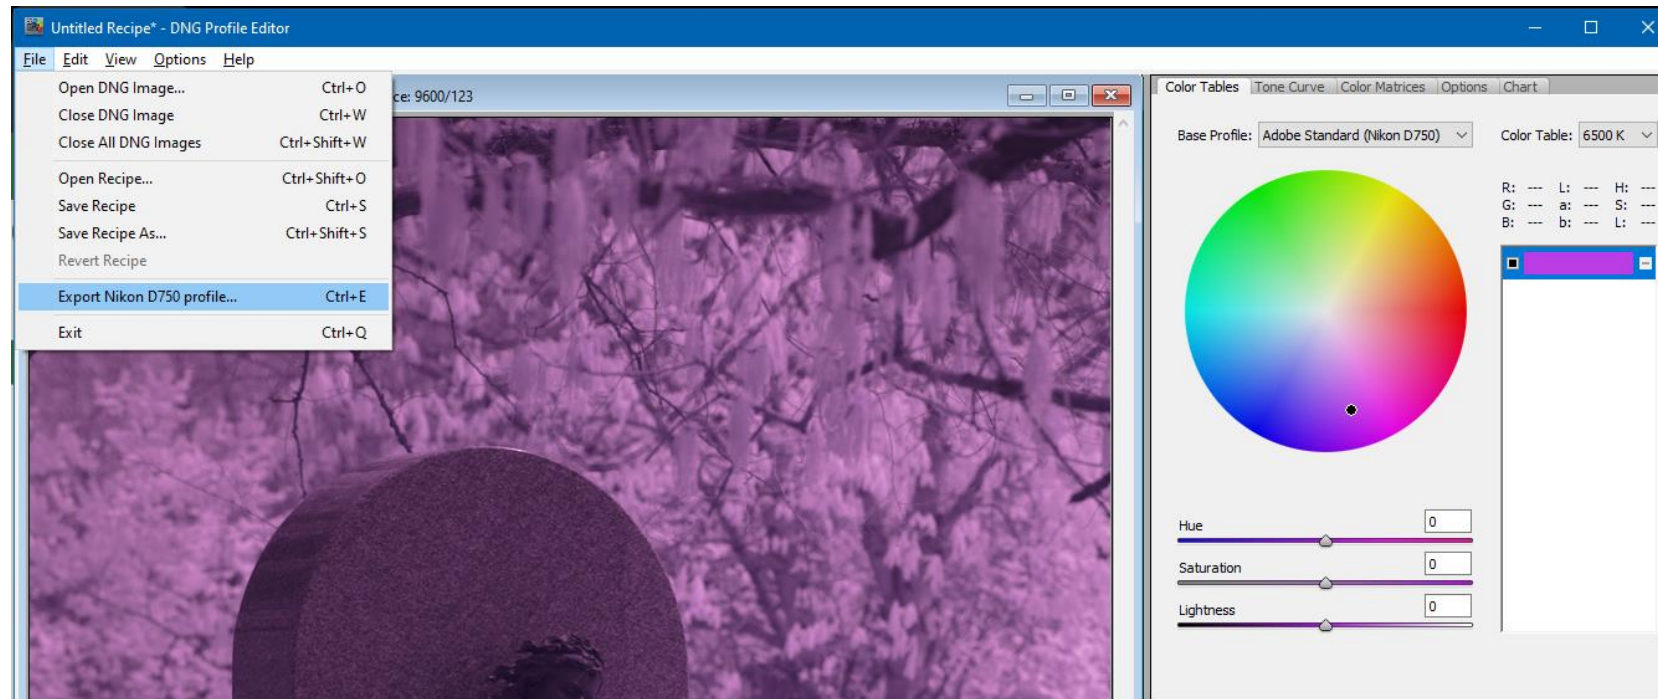 Untitled Recipe* - DNG Profile Editor
File Edit View Options Help
Open DNG Image... Ctrl+O
Close DNG Image Ctrl+W
Close All DNG Images Ctrl+Shift+W
Open Recipe... Ctrl+Shift+O
Save Recipe Ctrl+S
Save Recipe As... Ctrl+Shift+S
Revert Recipe
Export Nikon D750 profile... Ctrl+E
Exit Ctrl+Q
ce: 9600/123
Color Tables Tone Curve Color Matrices Options Chart
Base Profile: Adobe Standard (Nikon D750) Color Table: 6500 K
R: --- L: --- H: ---
G: --- a: --- S: ---
B: --- b: --- L: ---
Hue 0
Saturation 0
Lightness 0